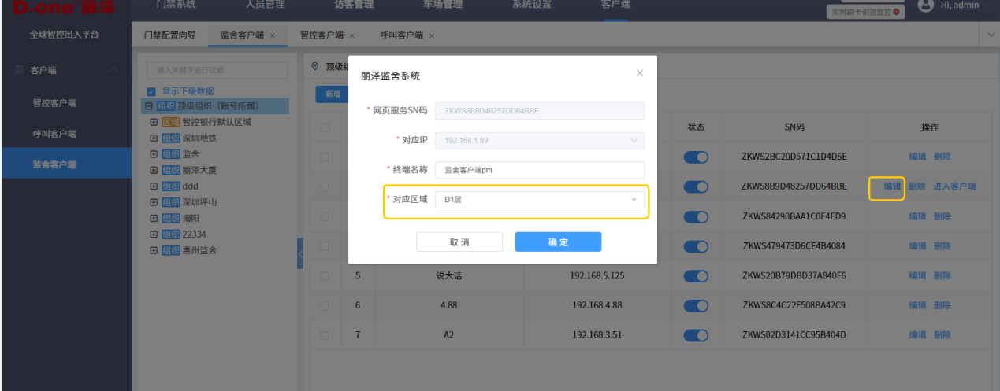 D-one 丽泽
门禁系统 人员管理 访客管理 车场管理 系统设置 客户端
Hi, admin
实时刷卡识别监控
全球智控出入平台
门禁配置向导 监舍客户端 × 智控客户端 × 呼叫客户端 ×
客户端
智控客户端
呼叫客户端
监舍客户端
输入关键字进行过滤
显示下级数据
组织 顶级组织（账号所属）
区域 智控银行默认区域
组织 深圳地铁
组织 监舍
组织 丽泽大厦
组织 ddd
组织 深圳坪山
组织 揭阳
组织 22334
组织 惠州监舍
顶级组
新增
丽泽监舍系统 ×
* 网页服务SN码 ZKWS8B9D48257DD64BBE
* 对应IP 192.168.1.89
* 终端名称 监舍客户端pm
* 对应区域 D1层
取消 确定
状态 SN码 操作
ZKWS2BC20D571C1D4D5E 编辑 删除
ZKWS8B9D48257DD64BBE 编辑 删除 进入客户端
ZKWS84290BAA1C0F4ED9 编辑 删除
ZKWS479473D6CE4B4084 编辑 删除
5 说大话 192.168.5.125 ZKWS20B79DBD37A840F6 编辑 删除
6 4.88 192.168.4.88 ZKWS8C4C22F508BA42C9 编辑 删除
7 A2 192.168.3.51 ZKWS02D3141CC95B404D 编辑 删除